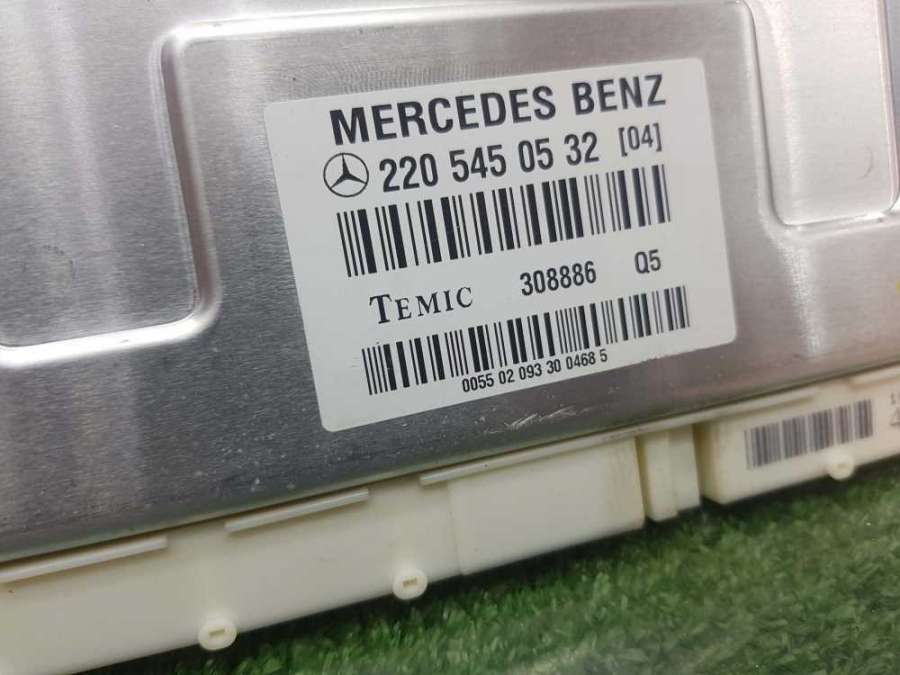 MERCEDES BENZ
220 545 05 32 [04]
TEMIC 308886 Q5
0055 02 093 30 0468 5